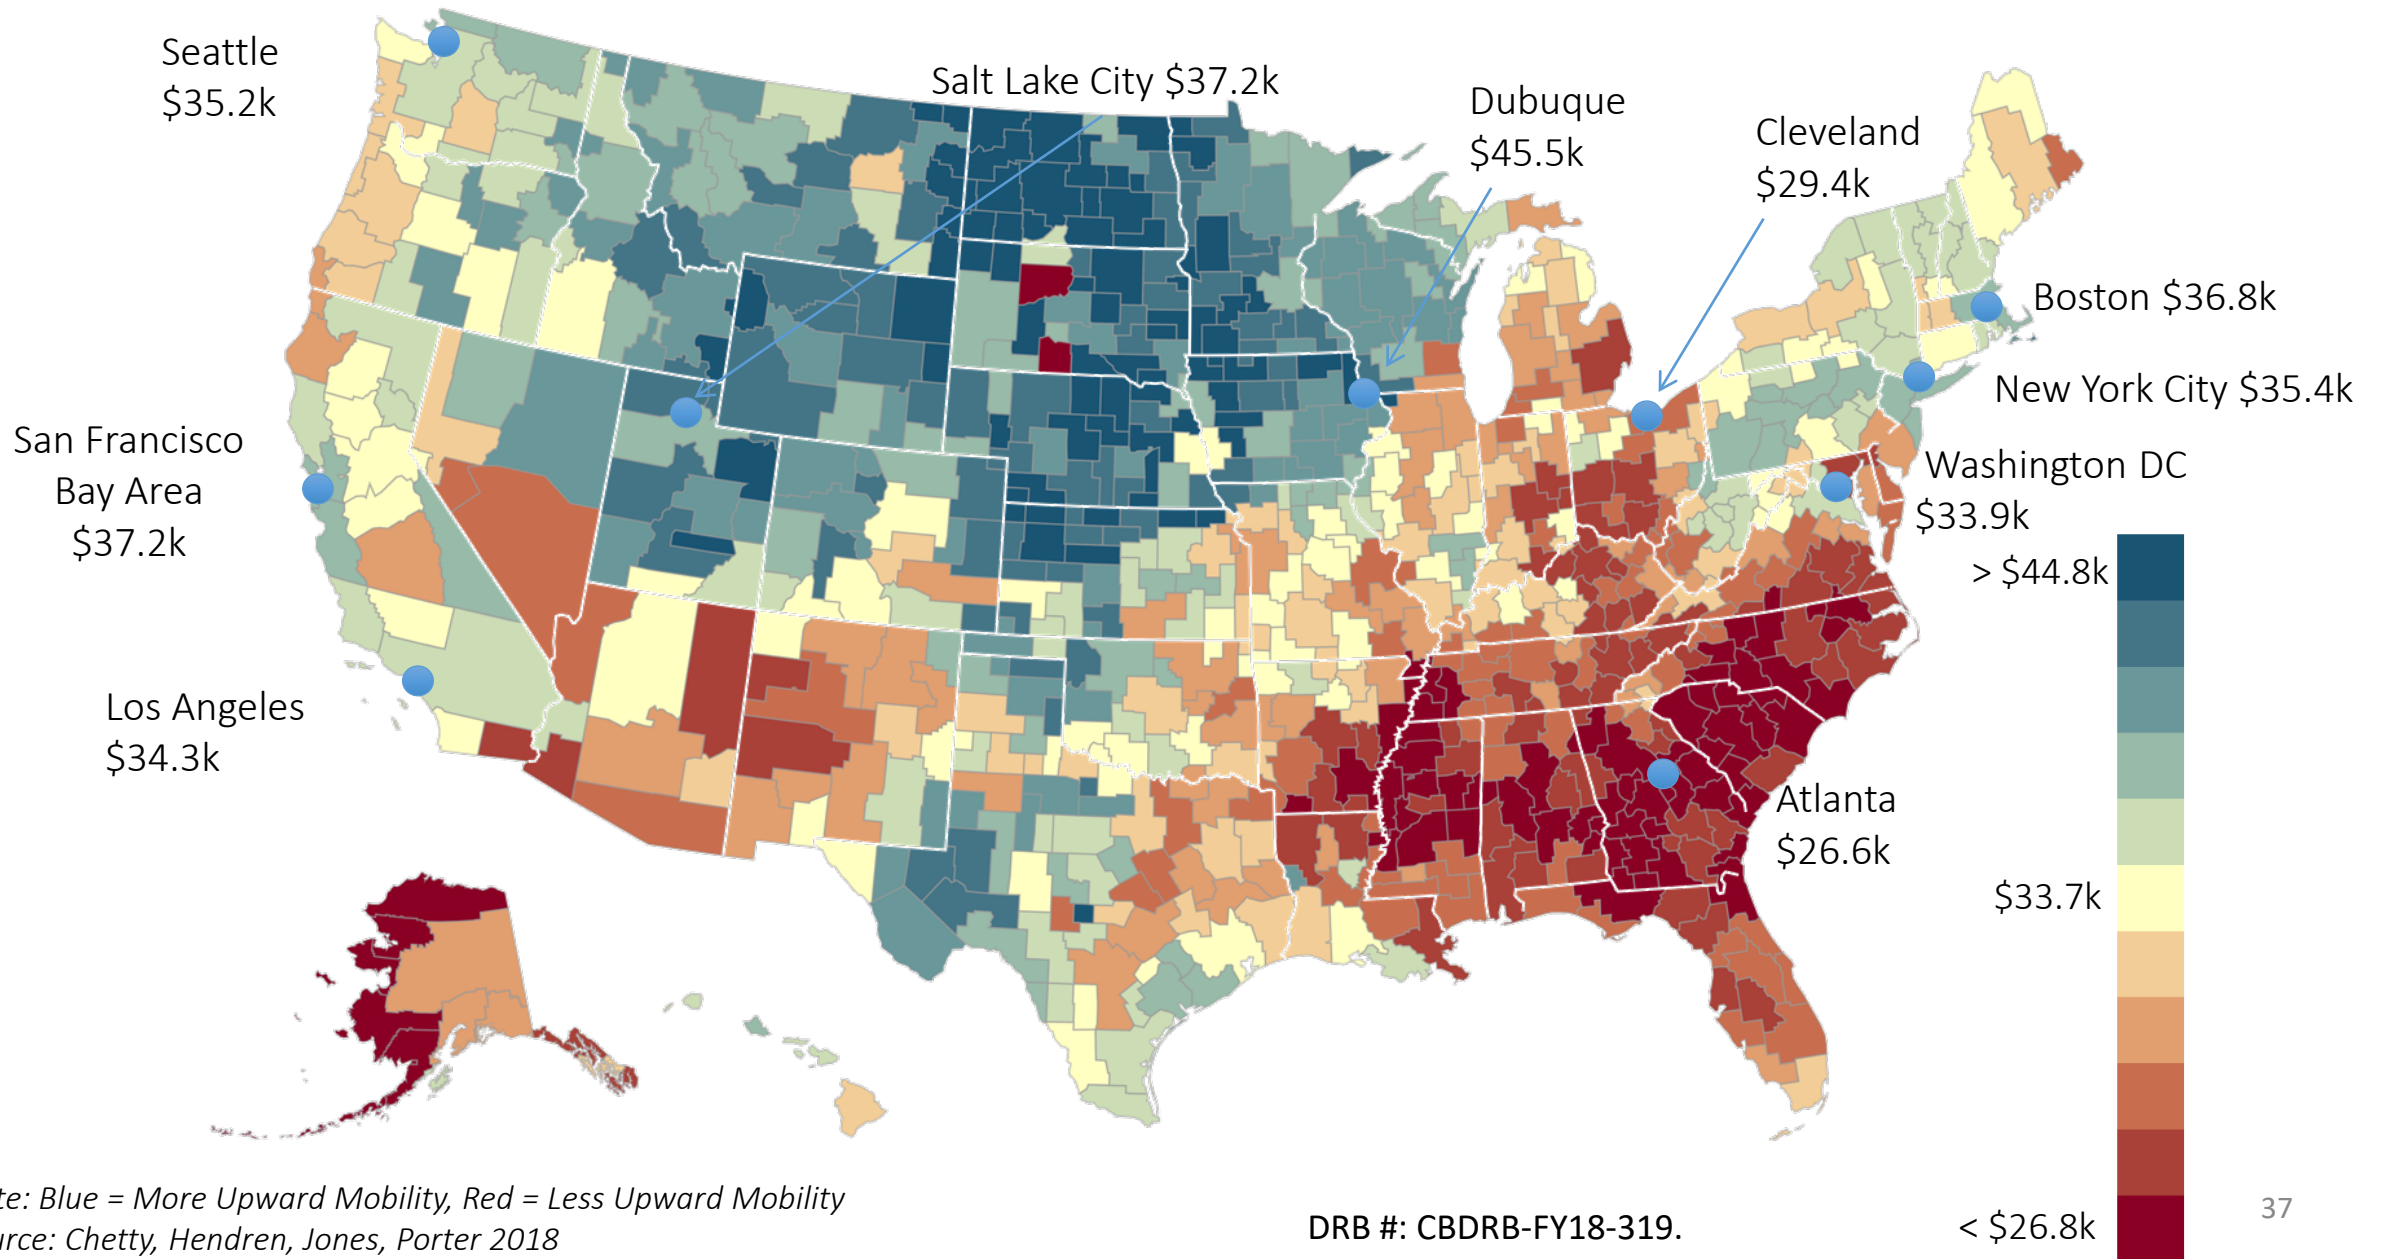 Seattle
$35.2k
Salt Lake City $37.2k
Dubuque
$45.5k
Cleveland
$29.4k
Boston $36.8k
New York City $35.4k
San Francisco
Bay Area
$37.2k
Washington DC
$33.9k
> $44.8k
Los Angeles
$34.3k
Atlanta
$26.6k
$33.7k
te: Blue = More Upward Mobility, Red = Less Upward Mobility
urce: Chetty, Hendren, Jones, Porter 2018
DRB #: CBDRB-FY18-319.
< $26.8k
37